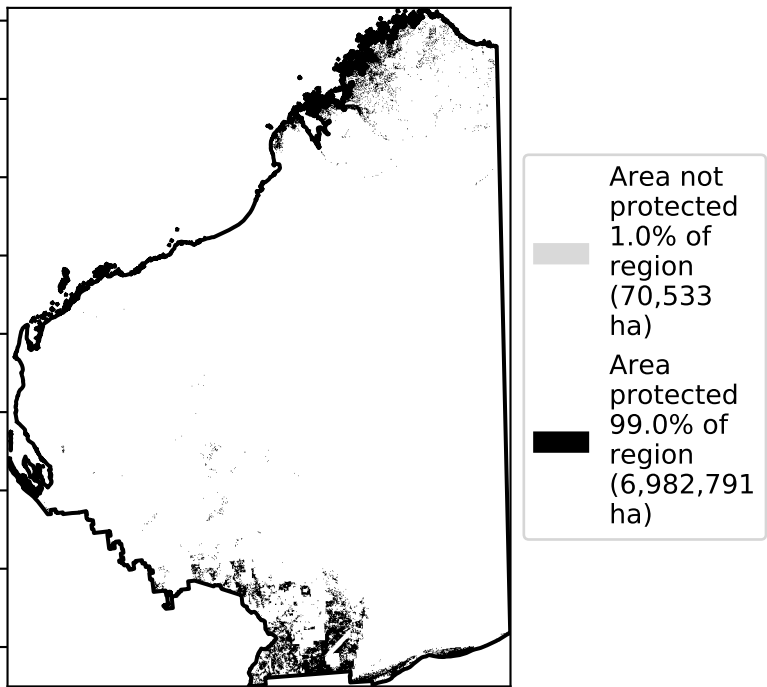 Area not
protected
1.0% of
region
(70,533
ha)
Area
protected
99.0% of
region
(6,982,791
ha)